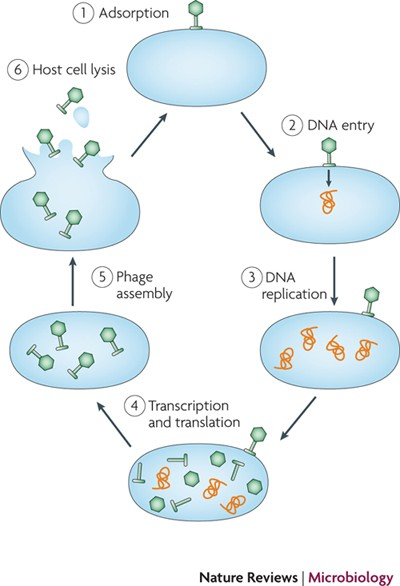 1 Adsorption
6 Host cell lysis
2 DNA entry
5 Phage
assembly
3 DNA
replication
4 Transcription
and translation
Nature Reviews | Microbiology